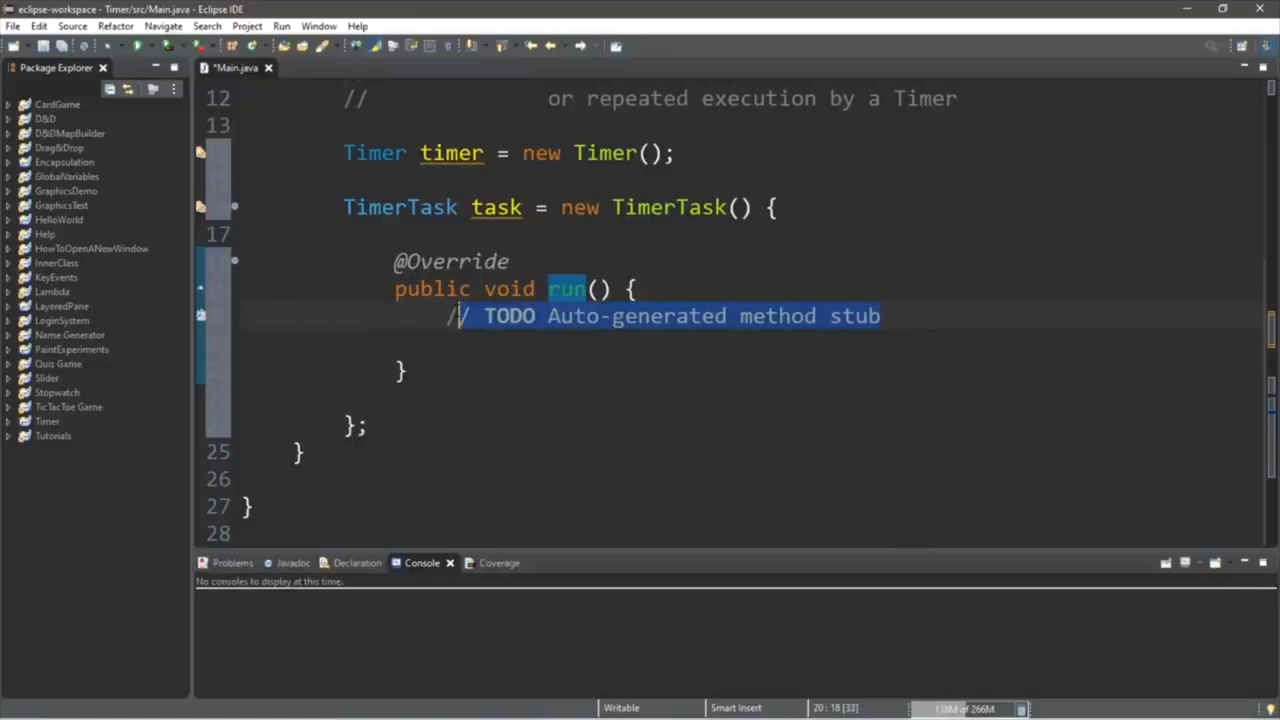 eclipse-workspace - Timer/src/Main.java - Eclipse IDE
File Edit Source Refactor Navigate Search Project Run Window Help
Package Explorer
*Main.java
CardGame
D&D
D&DMapBuilder
Drag&Drop
Encapsulation
GlobalVariables
GraphicsDemo
GraphicsTest
HelloWorld
Help
HowToOpenANewWindow
InnerClass
KeyEvents
Lambda
LayeredPane
LoginSystem
Name Generator
PaintExperiments
Quiz Game
Slider
Stopwatch
TicTacToe Game
Timer
Tutorials
12 // or repeated execution by a Timer
13
Timer timer = new Timer();
TimerTask task = new TimerTask() {
17
@Override
public void run() {
// TODO Auto-generated method stub
}
};
25 }
26
27 }
28
Problems Javadoc Declaration Console Coverage
No consoles to display at this time.
Writable Smart Insert 20 : 18 [33] 138M of 266M